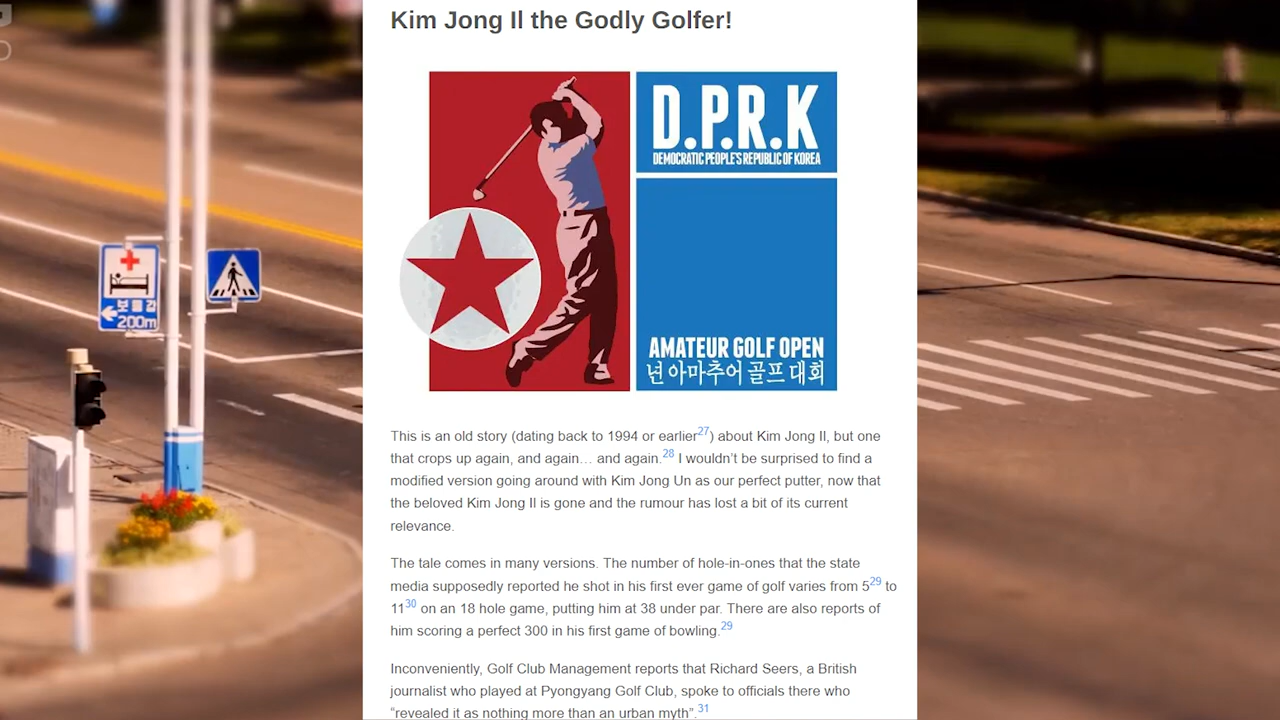 Kim Jong Il the Godly Golfer!
D.P.R.K
DEMOCRATIC PEOPLE'S REPUBLIC OF KOREA
AMATEUR GOLF OPEN
년 아마추어 골프 대회
This is an old story (dating back to 1994 or earlier27) about Kim Jong Il, but one
that crops up again, and again… and again.28 I wouldn't be surprised to find a
modified version going around with Kim Jong Un as our perfect putter, now that
the beloved Kim Jong Il is gone and the rumour has lost a bit of its current
relevance.
The tale comes in many versions. The number of hole-in-ones that the state
media supposedly reported he shot in his first ever game of golf varies from 529 to
1130 on an 18 hole game, putting him at 38 under par. There are also reports of
him scoring a perfect 300 in his first game of bowling.29
Inconveniently, Golf Club Management reports that Richard Seers, a British
journalist who played at Pyongyang Golf Club, spoke to officials there who
“revealed it as nothing more than an urban myth”.31
200m